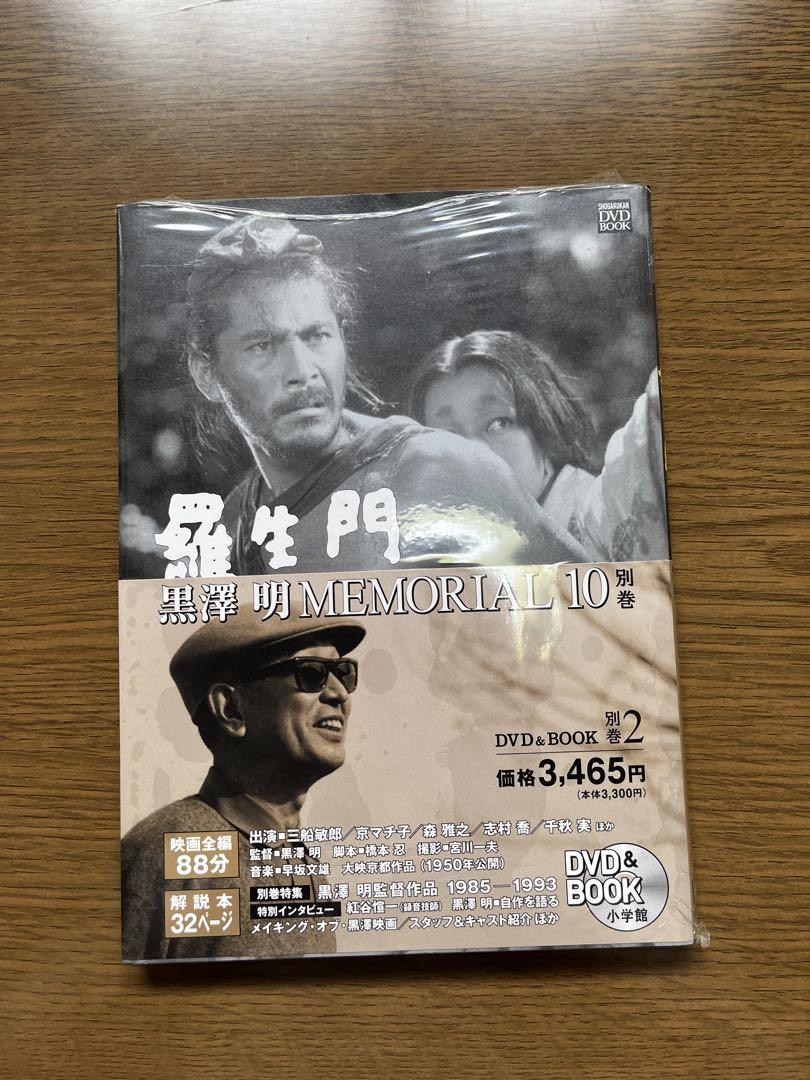 SHOGAKUKAN
DVD
BOOK
羅生門
黒澤 明 MEMORIAL 10 別巻
DVD&BOOK 別巻2
価格3,465円
(本体3,300円)
映画全編
88分
出演■三船敏郎/京マチ子/森 雅之/志村 喬/千秋 実 ほか
監督■黒澤 明 脚本■橋本 忍 撮影■宮川一夫
音楽■早坂文雄 大映京都作品(1950年公開)
解説本
32ページ
別巻特集 黒澤 明監督作品 1985—1993
特別インタビュー 紅谷愃一(録音技師) 黒澤 明■自作を語る
メイキング・オブ・黒澤映画/スタッフ&キャスト紹介 ほか
DVD&
BOOK
小学館